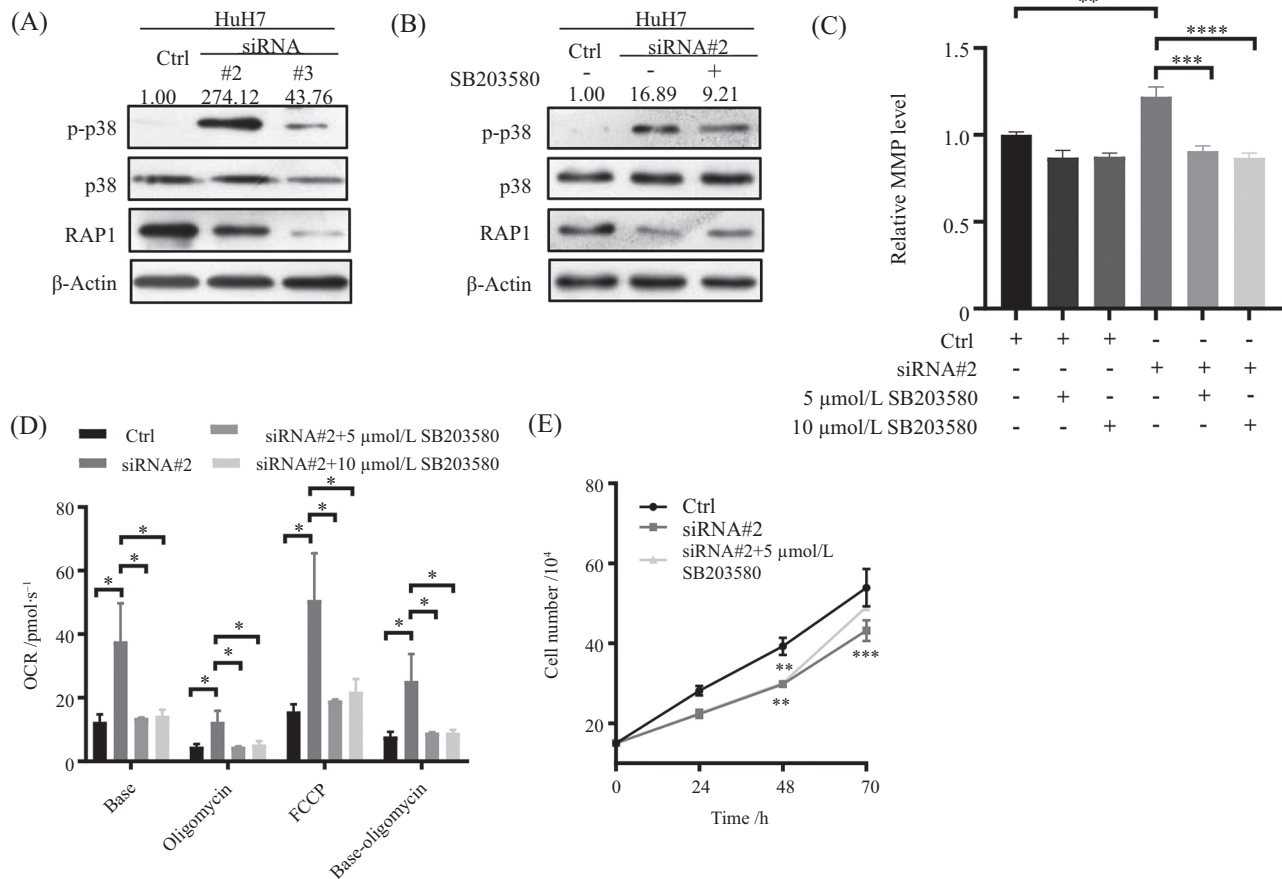 (A)
HuH7
siRNA
Ctrl
#2 #3
1.00 274.12 43.76
p-p38
p38
RAP1
β-Actin
(B)
HuH7
Ctrl siRNA#2
SB203580 - - +
1.00 16.89 9.21
p-p38
p38
RAP1
β-Actin
(C)
**
****
***
1.5
1.0
0.5
0
Relative MMP level
Ctrl + + + - - -
siRNA#2 - - - + + +
5 µmol/L SB203580 - + - - + -
10 µmol/L SB203580 - - + - - +
(D)
Ctrl siRNA#2+5 µmol/L SB203580
siRNA#2 siRNA#2+10 µmol/L SB203580
80
60
40
20
0
OCR /pmol·s⁻¹
* * *
* * *
* * *
* * *
Base
Oligomycin
FCCP
Base-oligomycin
(E)
80
60
40
20
Cell number /10⁴
Ctrl
siRNA#2
siRNA#2+5 µmol/L
SB203580
**
**
***
0 24 48 70
Time /h